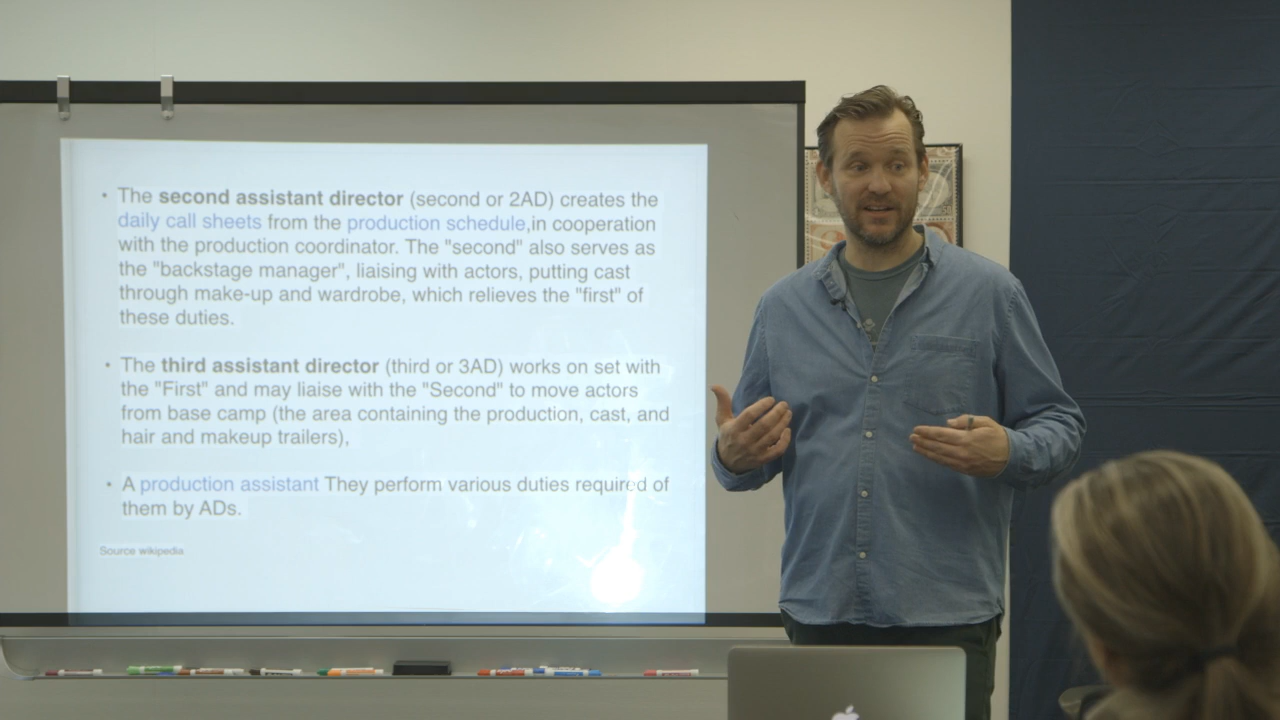 • The second assistant director (second or 2AD) creates the
daily call sheets from the production schedule,in cooperation
with the production coordinator. The "second" also serves as
the "backstage manager", liaising with actors, putting cast
through make-up and wardrobe, which relieves the "first" of
these duties.
• The third assistant director (third or 3AD) works on set with
the "First" and may liaise with the "Second" to move actors
from base camp (the area containing the production, cast, and
hair and makeup trailers),
• A production assistant They perform various duties required of
them by ADs.
Source wikipedia